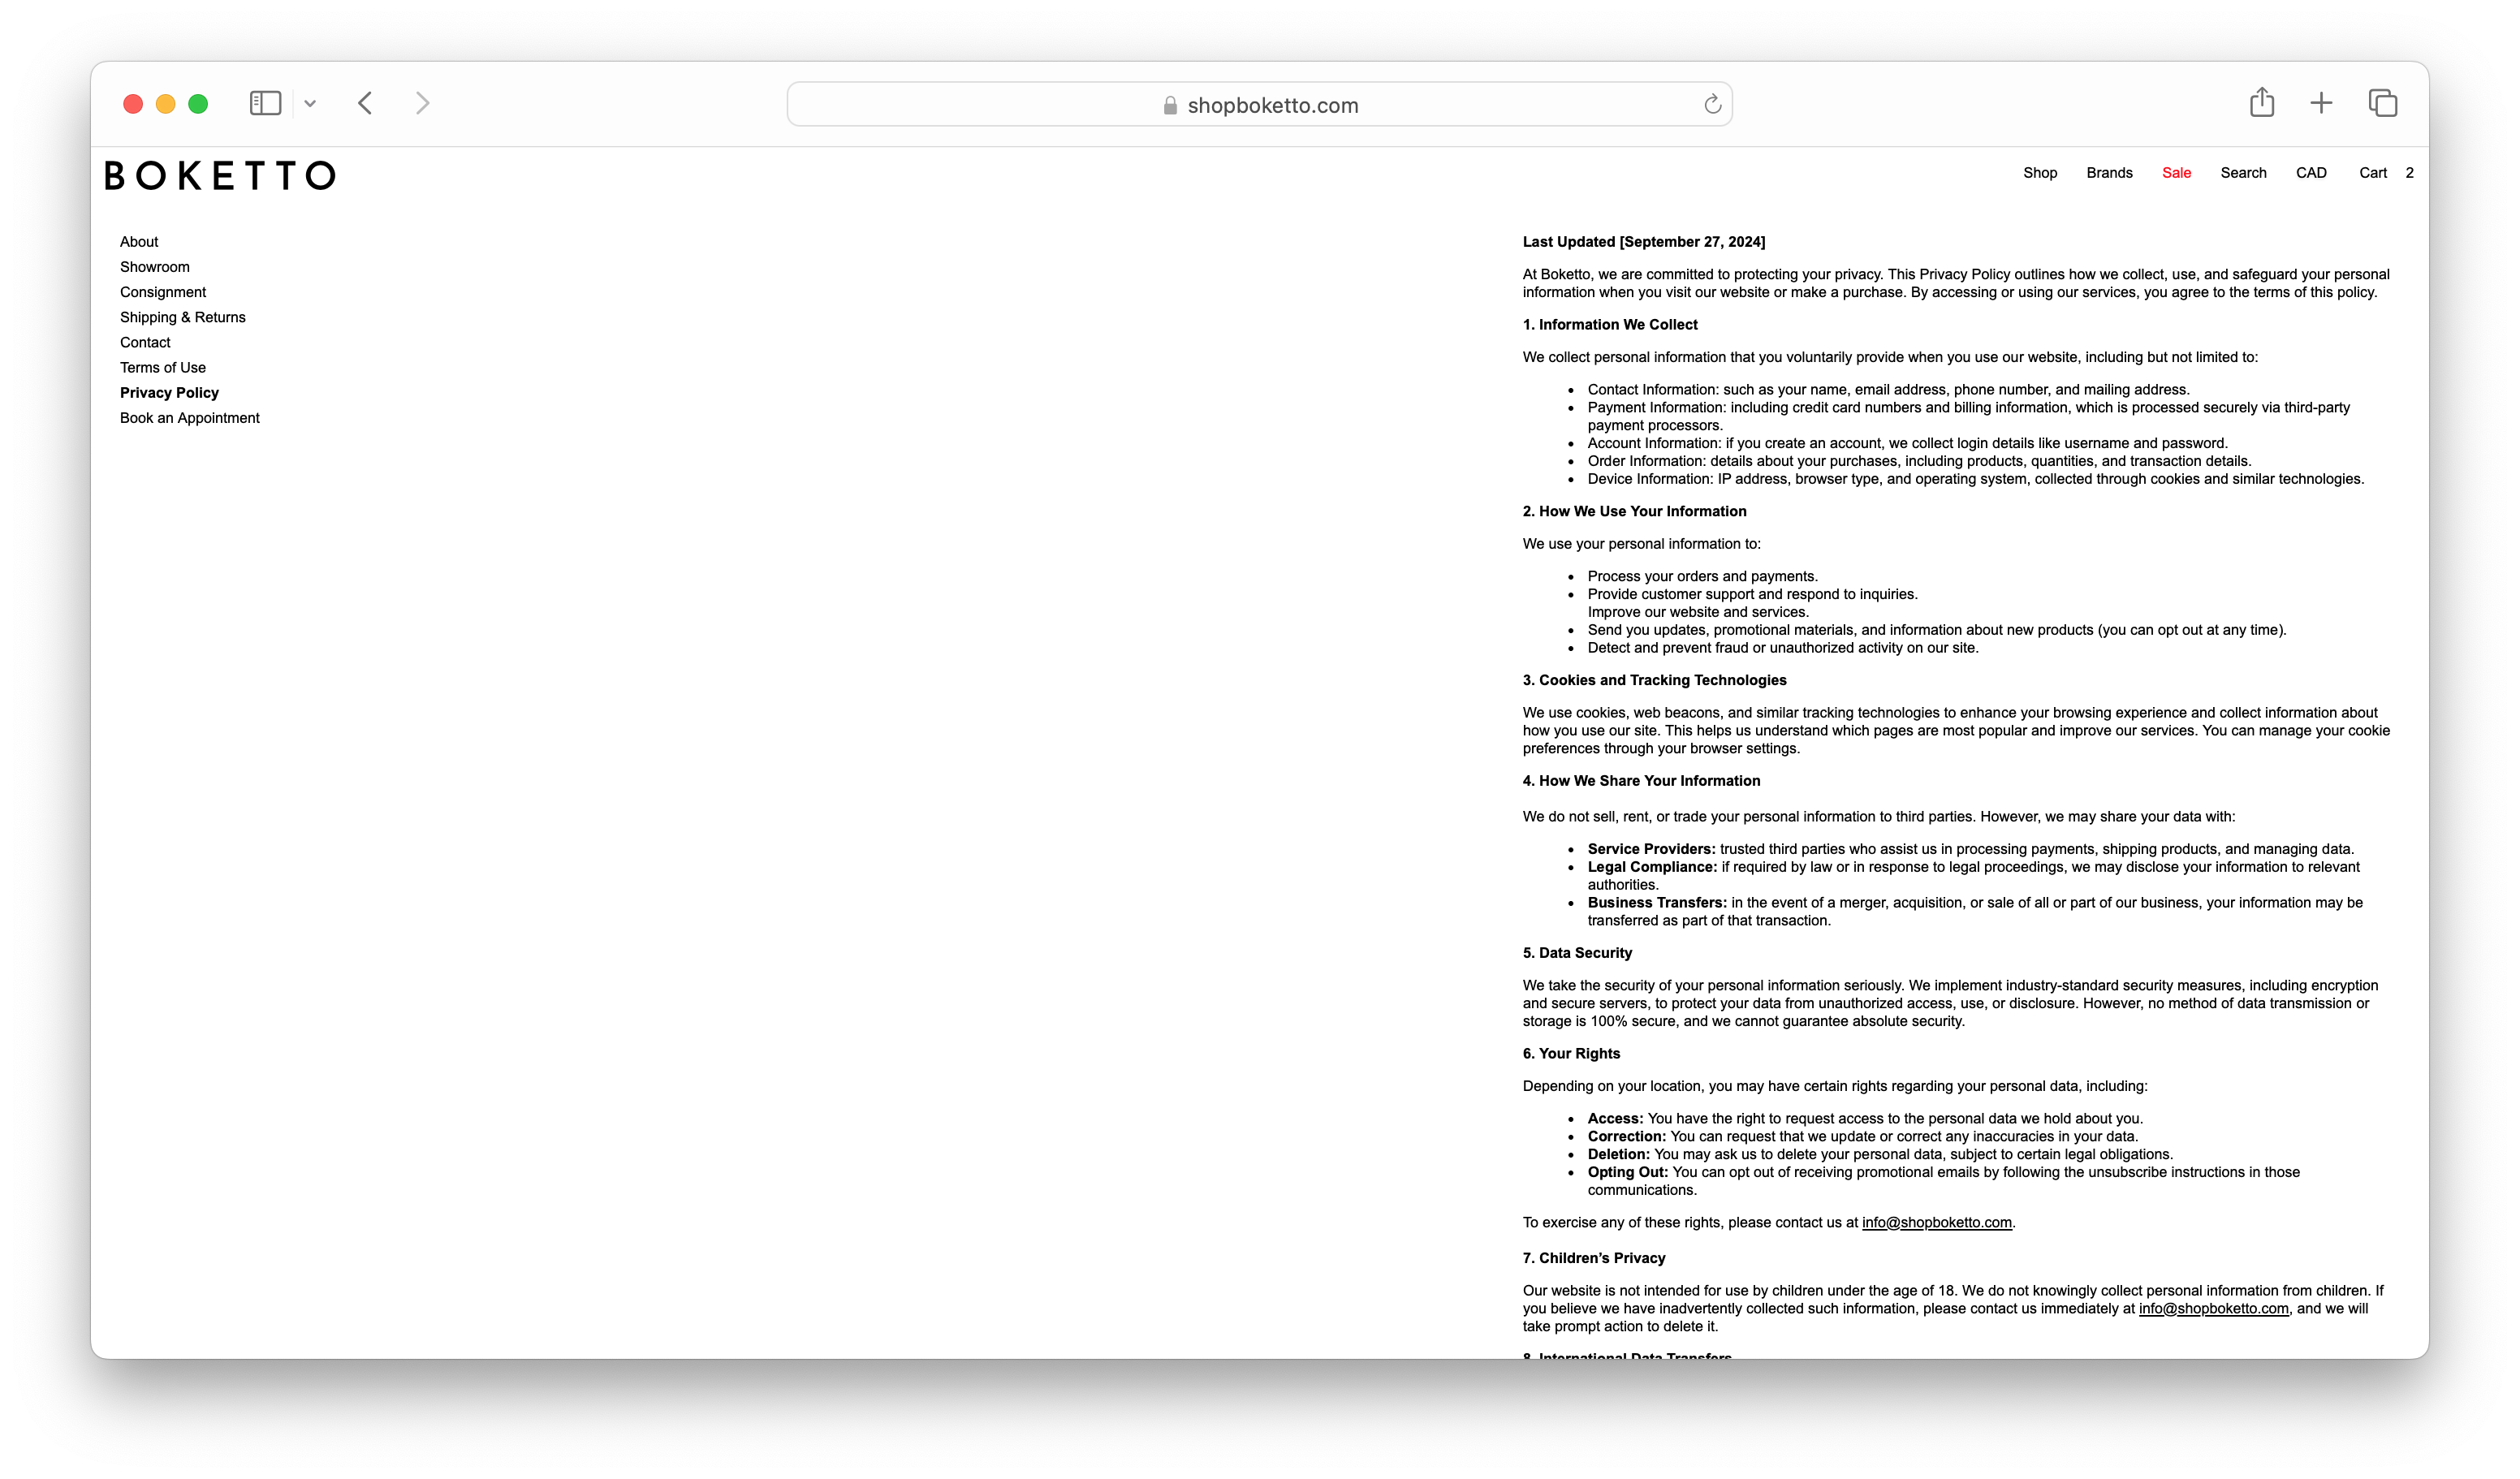 shopboketto.com
BOKETTO
Shop Brands Sale Search CAD Cart 2
About
Showroom
Consignment
Shipping & Returns
Contact
Terms of Use
Privacy Policy
Book an Appointment
Last Updated [September 27, 2024]
At Boketto, we are committed to protecting your privacy. This Privacy Policy outlines how we collect, use, and safeguard your personal
information when you visit our website or make a purchase. By accessing or using our services, you agree to the terms of this policy.
1. Information We Collect
We collect personal information that you voluntarily provide when you use our website, including but not limited to:
• Contact Information: such as your name, email address, phone number, and mailing address.
• Payment Information: including credit card numbers and billing information, which is processed securely via third-party
payment processors.
• Account Information: if you create an account, we collect login details like username and password.
• Order Information: details about your purchases, including products, quantities, and transaction details.
• Device Information: IP address, browser type, and operating system, collected through cookies and similar technologies.
2. How We Use Your Information
We use your personal information to:
• Process your orders and payments.
• Provide customer support and respond to inquiries.
Improve our website and services.
• Send you updates, promotional materials, and information about new products (you can opt out at any time).
• Detect and prevent fraud or unauthorized activity on our site.
3. Cookies and Tracking Technologies
We use cookies, web beacons, and similar tracking technologies to enhance your browsing experience and collect information about
how you use our site. This helps us understand which pages are most popular and improve our services. You can manage your cookie
preferences through your browser settings.
4. How We Share Your Information
We do not sell, rent, or trade your personal information to third parties. However, we may share your data with:
• Service Providers: trusted third parties who assist us in processing payments, shipping products, and managing data.
• Legal Compliance: if required by law or in response to legal proceedings, we may disclose your information to relevant
authorities.
• Business Transfers: in the event of a merger, acquisition, or sale of all or part of our business, your information may be
transferred as part of that transaction.
5. Data Security
We take the security of your personal information seriously. We implement industry-standard security measures, including encryption
and secure servers, to protect your data from unauthorized access, use, or disclosure. However, no method of data transmission or
storage is 100% secure, and we cannot guarantee absolute security.
6. Your Rights
Depending on your location, you may have certain rights regarding your personal data, including:
• Access: You have the right to request access to the personal data we hold about you.
• Correction: You can request that we update or correct any inaccuracies in your data.
• Deletion: You may ask us to delete your personal data, subject to certain legal obligations.
• Opting Out: You can opt out of receiving promotional emails by following the unsubscribe instructions in those
communications.
To exercise any of these rights, please contact us at info@shopboketto.com.
7. Children’s Privacy
Our website is not intended for use by children under the age of 18. We do not knowingly collect personal information from children. If
you believe we have inadvertently collected such information, please contact us immediately at info@shopboketto.com, and we will
take prompt action to delete it.
8. International Data Transfers